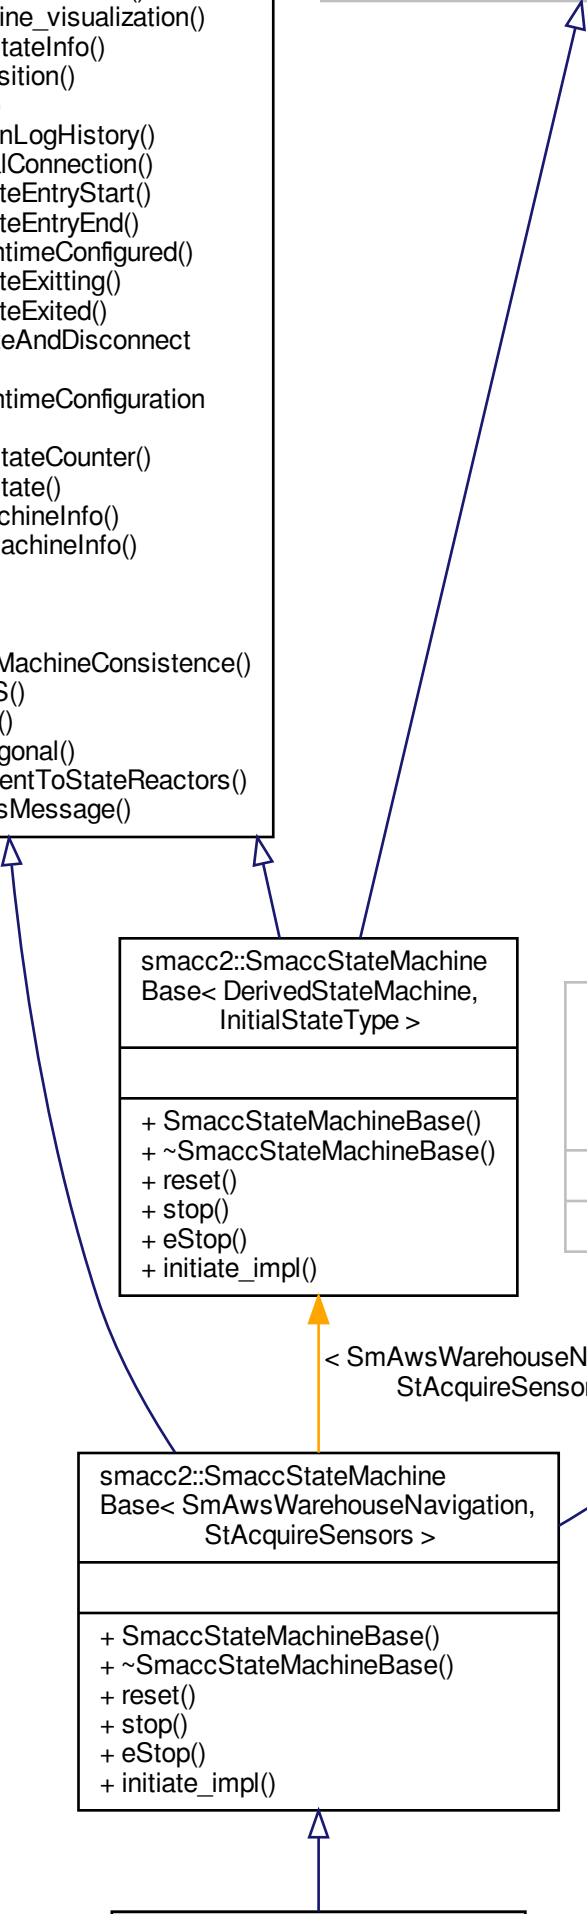 ine_visualization()
tateInfo()
sition()
nLogHistory()
lConnection()
teEntryStart()
teEntryEnd()
ntimeConfigured()
teExitting()
teExited()
teAndDisconnect
ntimeConfiguration
tateCounter()
tate()
chineInfo()
achineInfo()
MachineConsistence()
S()
()
gonal()
entToStateReactors()
sMessage()
smacc2::SmaccStateMachine
Base< DerivedStateMachine,
InitialStateType >
+ SmaccStateMachineBase()
+ ~SmaccStateMachineBase()
+ reset()
+ stop()
+ eStop()
+ initiate_impl()
< SmAwsWarehouseN
StAcquireSensor
smacc2::SmaccStateMachine
Base< SmAwsWarehouseNavigation,
StAcquireSensors >
+ SmaccStateMachineBase()
+ ~SmaccStateMachineBase()
+ reset()
+ stop()
+ eStop()
+ initiate_impl()